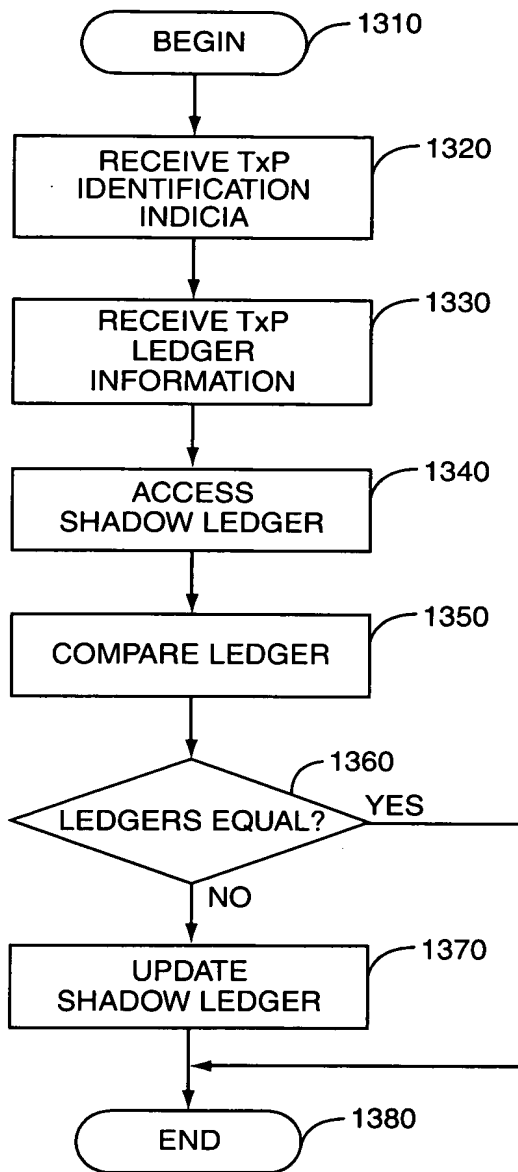 BEGIN
1310
RECEIVE TxP
IDENTIFICATION
INDICIA
1320
RECEIVE TxP
LEDGER
INFORMATION
1330
ACCESS
SHADOW LEDGER
1340
COMPARE LEDGER
1350
LEDGERS EQUAL?
1360
YES
NO
UPDATE
SHADOW LEDGER
1370
END
1380